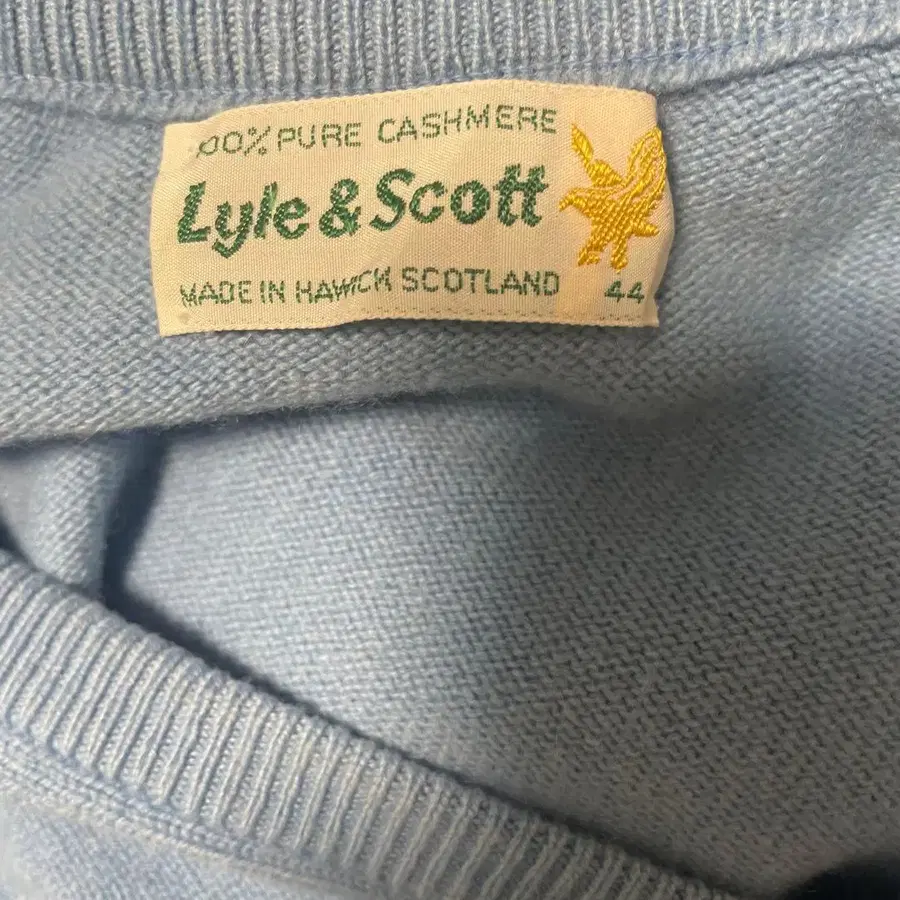 100% PURE CASHMERE
Lyle & Scott
MADE IN HAWICK SCOTLAND 44